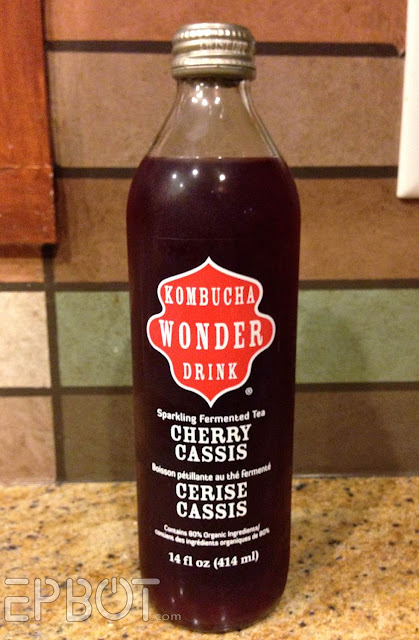 KOMBUCHA
WONDER
DRINK
®
Sparkling Fermented Tea
CHERRY
CASSIS
Boisson pétillante au thé fermenté
CERISE
CASSIS
Contains 80% Organic Ingredients/
contient des ingrédients organiques de 80%
14 fl oz (414 ml)
EPBOT.com